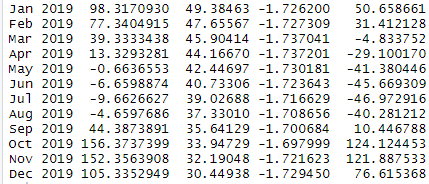 Jan 2019 98.3170930 49.38463 -1.726200 50.658661
Feb 2019 77.3404915 47.65567 -1.727309 31.412128
Mar 2019 39.3333438 45.90414 -1.737041 -4.833752
Apr 2019 13.3293281 44.16670 -1.737201 -29.100170
May 2019 -0.6636553 42.44697 -1.730181 -41.380446
Jun 2019 -6.6598874 40.73306 -1.723643 -45.669309
Jul 2019 -9.6626627 39.02688 -1.716629 -46.972916
Aug 2019 -4.6597686 37.33010 -1.708656 -40.281212
Sep 2019 44.3873891 35.64129 -1.700684 10.446788
Oct 2019 156.3737399 33.94729 -1.697999 124.124453
Nov 2019 152.3563908 32.19048 -1.721623 121.887533
Dec 2019 105.3352949 30.44938 -1.729450 76.615368